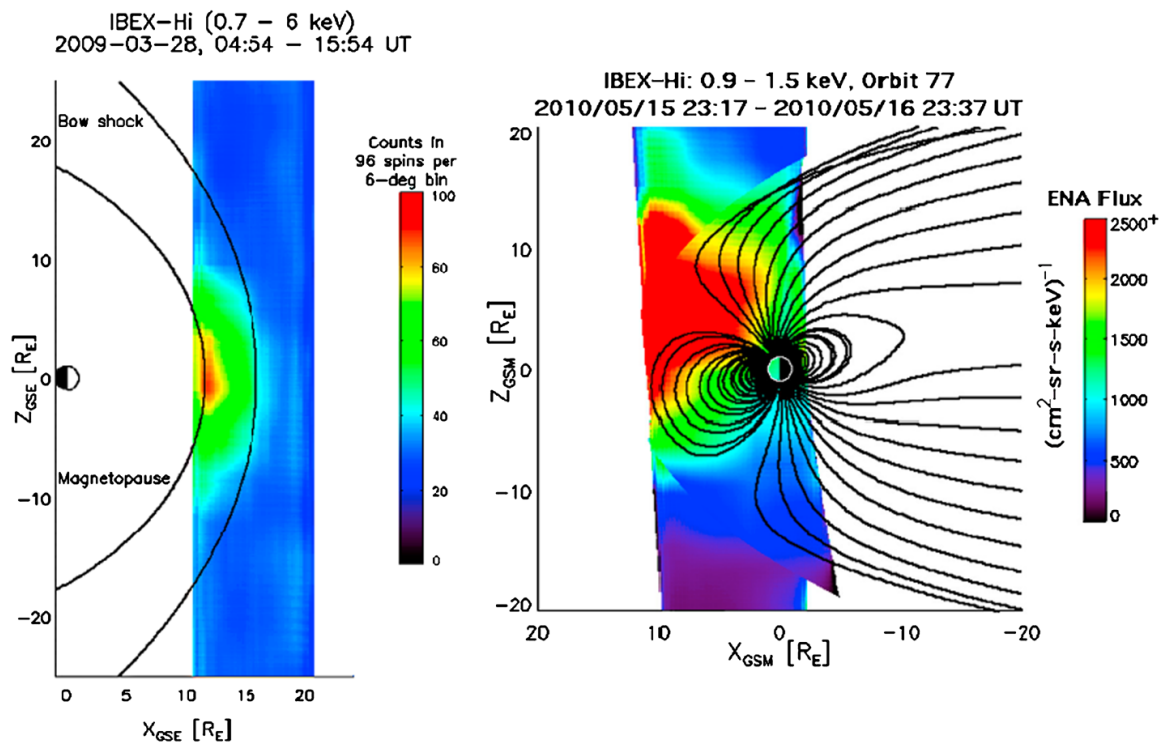 IBEX-Hi (0.7 - 6 keV)
2009-03-28, 04:54 - 15:54 UT
Bow shock
Magnetopause
20
10
0
-10
-20
Z_GSE [R_E]
0 5 10 15 20
X_GSE [R_E]
Counts in
96 spins per
6-deg bin
100
80
60
40
20
0
IBEX-Hi: 0.9 - 1.5 keV, Orbit 77
2010/05/15 23:17 - 2010/05/16 23:37 UT
20
10
0
-10
-20
Z_GSM [R_E]
20 10 0 -10 -20
X_GSM [R_E]
ENA Flux
2500+
2000
1500
1000
500
0
(cm²-sr-s-keV)⁻¹